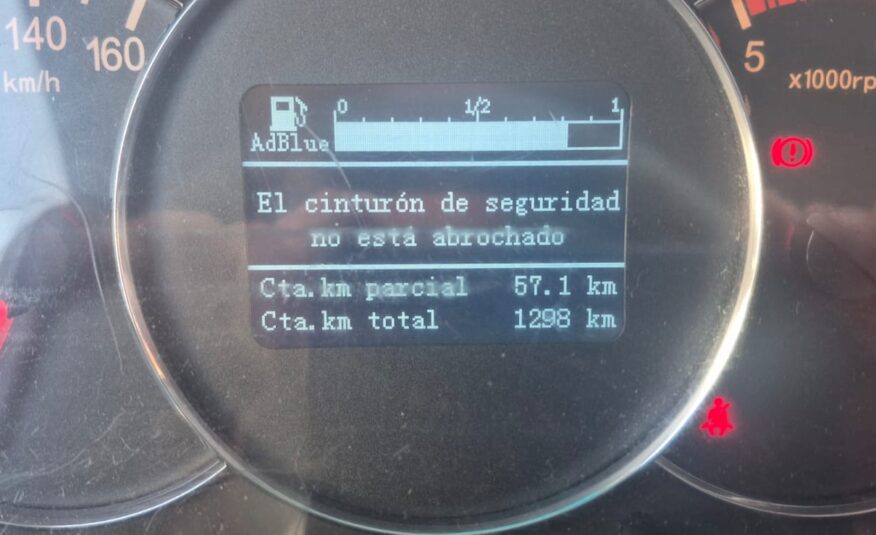 140
160
km/h
5
x1000rp
0 1/2 1
AdBlue
El cinturón de seguridad
no está abrochado
Cta.km parcial 57.1 km
Cta.km total 1298 km